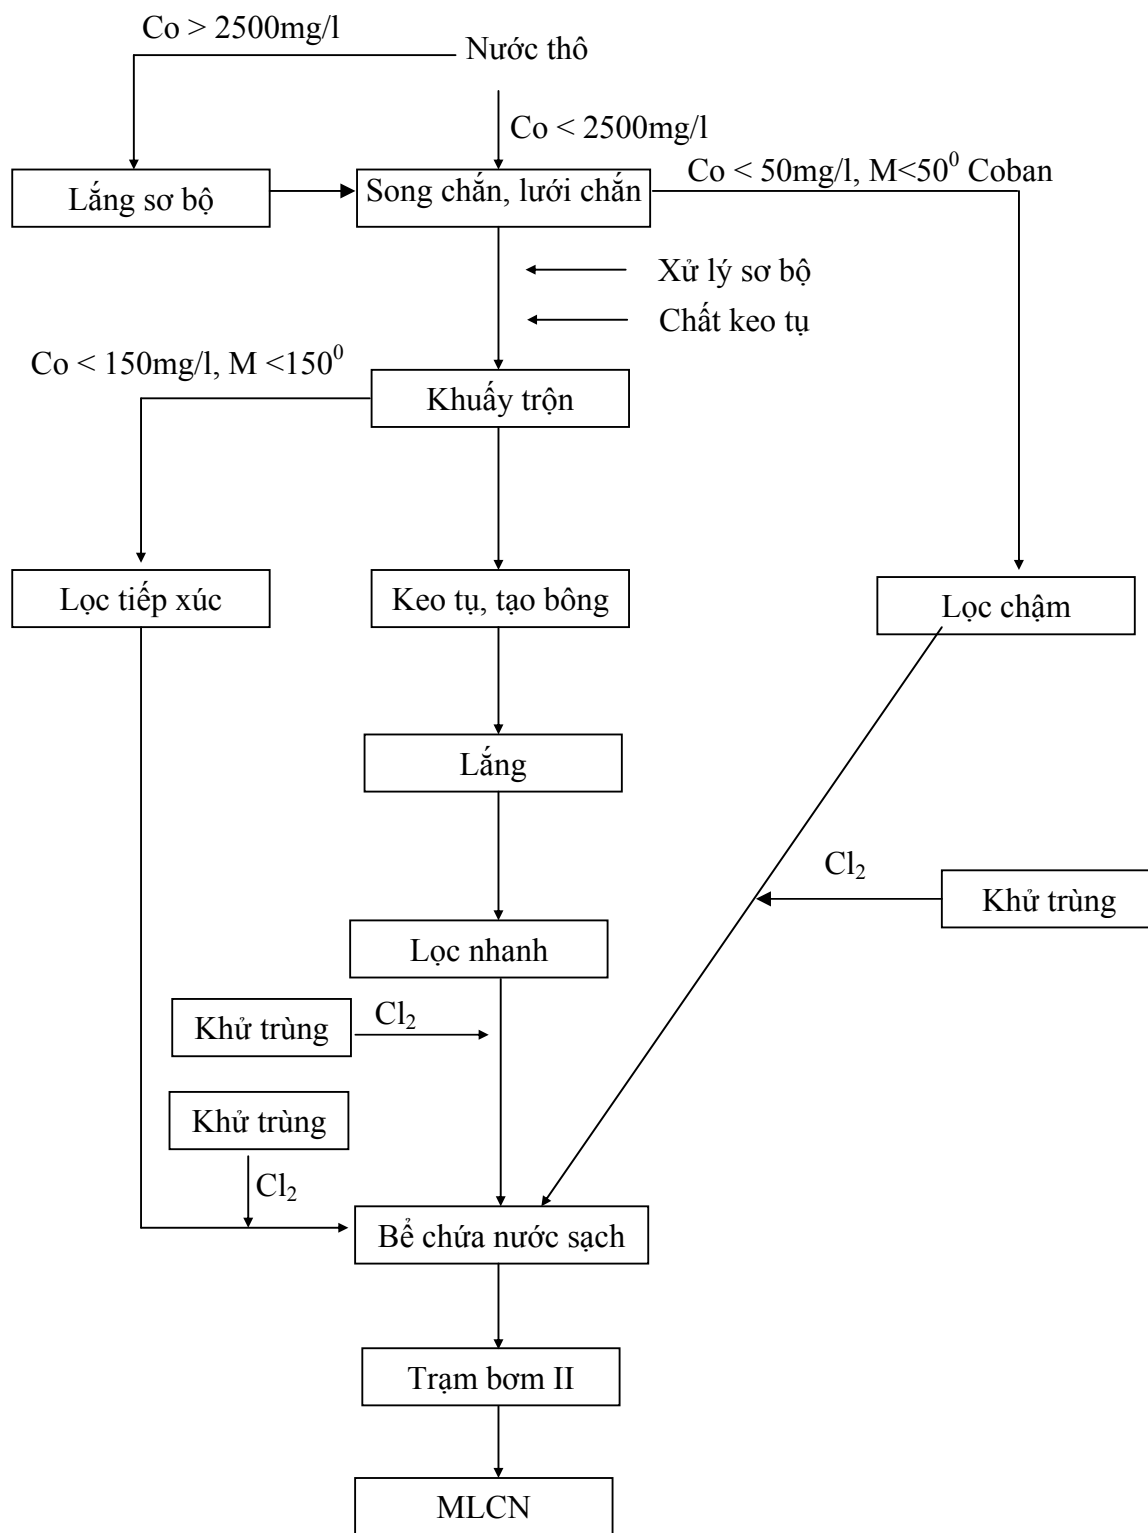 Co > 2500mg/l
Nước thô
Co < 2500mg/l
Co < 50mg/l, M<50⁰ Coban
Lắng sơ bộ
Song chắn, lưới chắn
Xử lý sơ bộ
Chất keo tụ
Co < 150mg/l, M <150⁰
Khuấy trộn
Lọc tiếp xúc
Keo tụ, tạo bông
Lọc chậm
Lắng
Cl₂
Khử trùng
Lọc nhanh
Khử trùng
Cl₂
Khử trùng
Cl₂
Bể chứa nước sạch
Trạm bơm II
MLCN